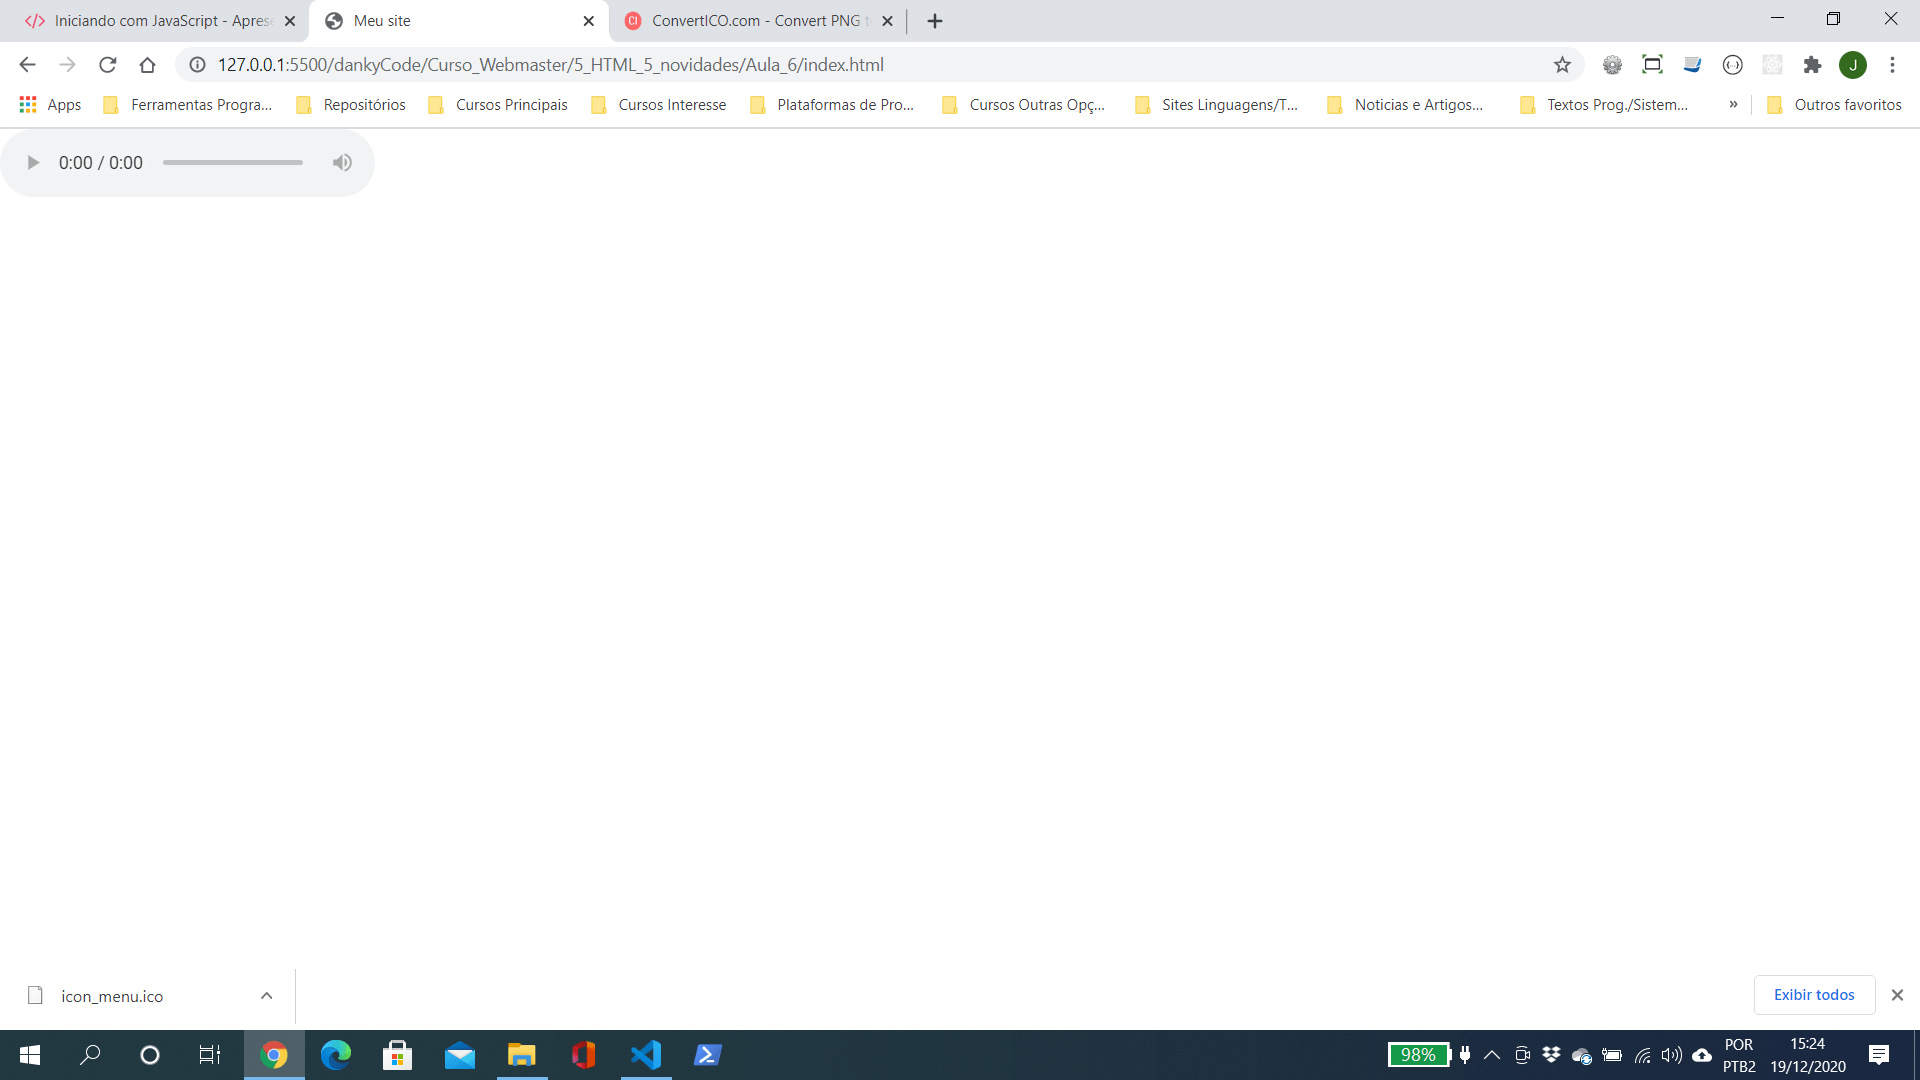 Iniciando com JavaScript - Aprese
Meu site
ConvertICO.com - Convert PNG t
127.0.0.1:5500/dankyCode/Curso_Webmaster/5_HTML_5_novidades/Aula_6/index.html
J
Apps
Ferramentas Progra...
Repositórios
Cursos Principais
Cursos Interesse
Plataformas de Pro...
Cursos Outras Opç...
Sites Linguagens/T...
Noticias e Artigos...
Textos Prog./Sistem...
»
Outros favoritos
0:00 / 0:00
icon_menu.ico
Exibir todos
98%
POR
PTB2
15:24
19/12/2020